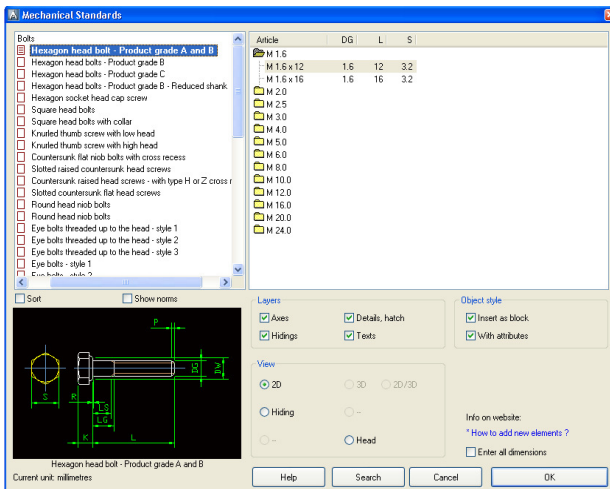 Mechanical Standards
Bolts
Hexagon head bolt - Product grade A and B
Hexagon head bolts - Product grade B
Hexagon head bolts - Product grade C
Hexagon head bolts - Product grade B - Reduced shank
Hexagon socket head cap screw
Square head bolts
Square head bolts with collar
Knurled thumb screw with low head
Knurled thumb screw with high head
Countersunk flat niob bolts with cross recess
Slotted raised countersunk head screws
Countersunk raised head screws - with type H or Z cross r
Slotted countersunk flat head screws
Round head niob bolts
Round head niob bolts
Eye bolts threaded up to the head - style 1
Eye bolts threaded up to the head - style 2
Eye bolts threaded up to the head - style 3
Eye bolts - style 1
Eye bolts - style 2
Article DG L S
M 1.6
M 1.6 x 12 1.6 12 3.2
M 1.6 x 16 1.6 16 3.2
M 2.0
M 2.5
M 3.0
M 4.0
M 5.0
M 6.0
M 8.0
M 10.0
M 12.0
M 16.0
M 20.0
M 24.0
Sort Show norms
P
DG
DW
S
R
LS
LG
K
L
Hexagon head bolt - Product grade A and B
Current unit: millimetres
Layers
Axes Details, hatch
Hidings Texts
Object style
Insert as block
With attributes
View
2D 3D 2D/3D
Hiding -
- Head
Info on website:
" How to add new elements ?
Enter all dimensions
Help Search Cancel OK